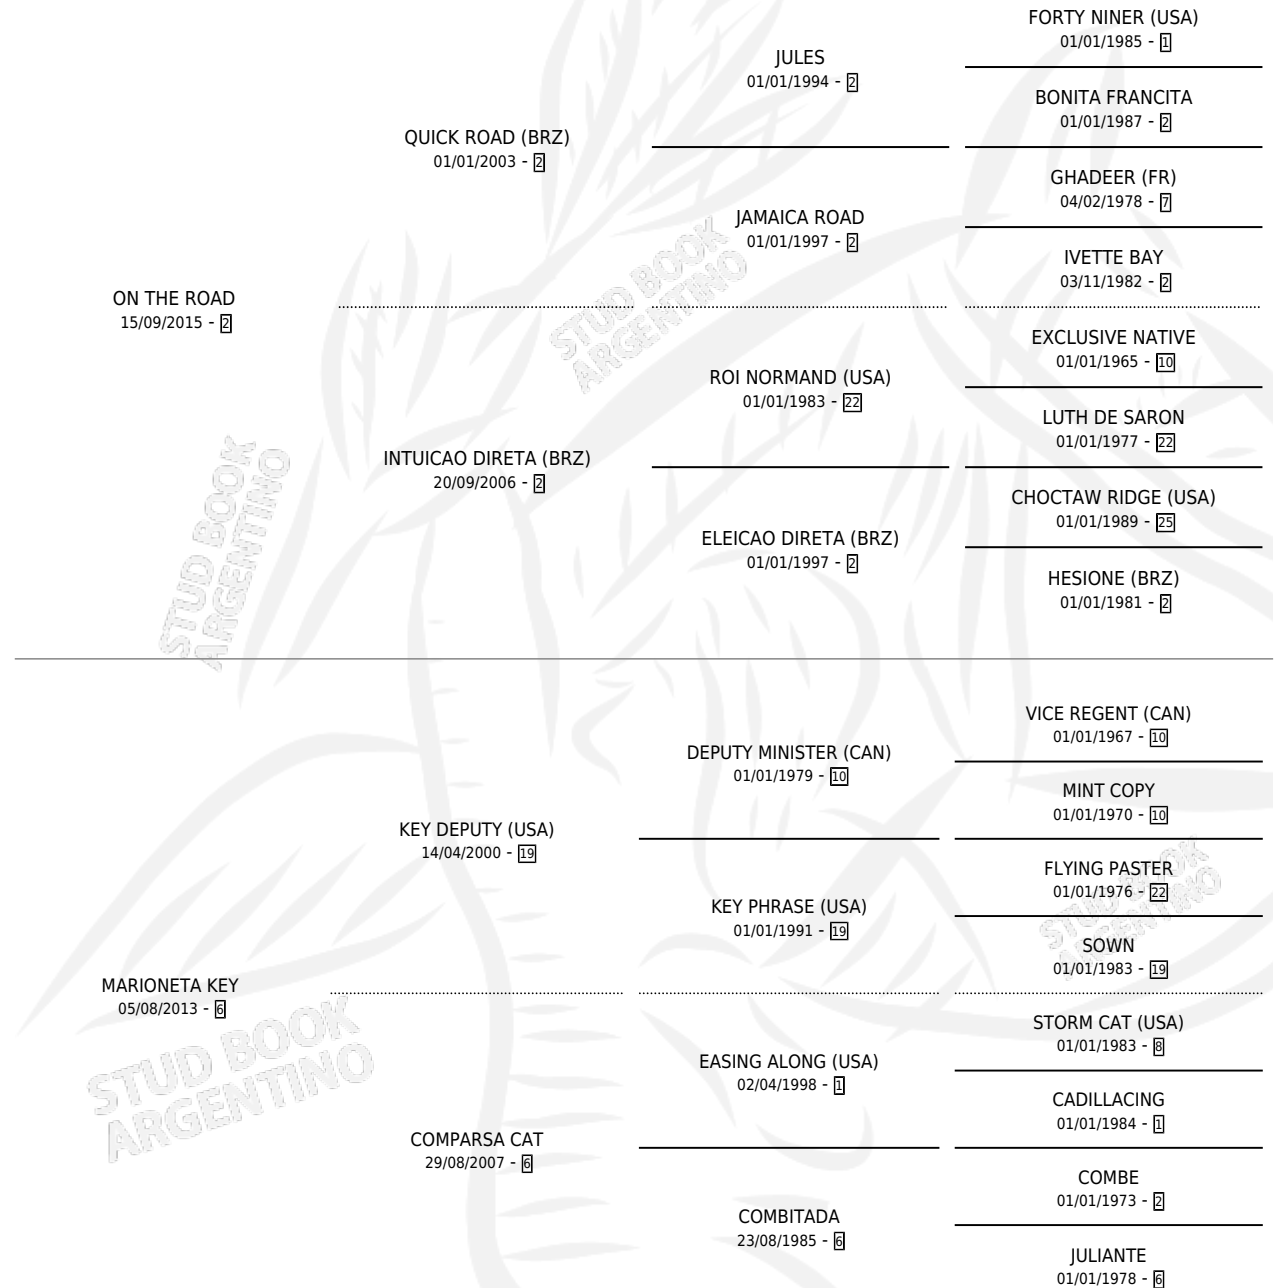 FORTY NINER (USA)
01/01/1985 - 1
JULES
01/01/1994 - 2
BONITA FRANCITA
01/01/1987 - 2
QUICK ROAD (BRZ)
01/01/2003 - 2
GHADEER (FR)
04/02/1978 - 7
JAMAICA ROAD
01/01/1997 - 2
IVETTE BAY
03/11/1982 - 2
ON THE ROAD
15/09/2015 - 2
STUD BOOK
ARGENTINO
EXCLUSIVE NATIVE
01/01/1965 - 10
ROI NORMAND (USA)
01/01/1983 - 22
LUTH DE SARON
01/01/1977 - 22
INTUICAO DIRETA (BRZ)
20/09/2006 - 2
CHOCTAW RIDGE (USA)
01/01/1989 - 25
ELEICAO DIRETA (BRZ)
01/01/1997 - 2
HESIONE (BRZ)
01/01/1981 - 2
STUD BOOK
ARGENTINO
VICE REGENT (CAN)
01/01/1967 - 10
DEPUTY MINISTER (CAN)
01/01/1979 - 10
MINT COPY
01/01/1970 - 10
KEY DEPUTY (USA)
14/04/2000 - 19
FLYING PASTER
01/01/1976 - 22
KEY PHRASE (USA)
01/01/1991 - 19
SOWN
01/01/1983 - 19
STUD BOOK
ARGENTINO
MARIONETA KEY
05/08/2013 - 6
STORM CAT (USA)
01/01/1983 - 8
EASING ALONG (USA)
02/04/1998 - 1
CADILLACING
01/01/1984 - 1
STUD BOOK
ARGENTINO
COMPARSA CAT
29/08/2007 - 6
COMBE
01/01/1973 - 2
COMBITADA
23/08/1985 - 6
JULIANTE
01/01/1978 - 6